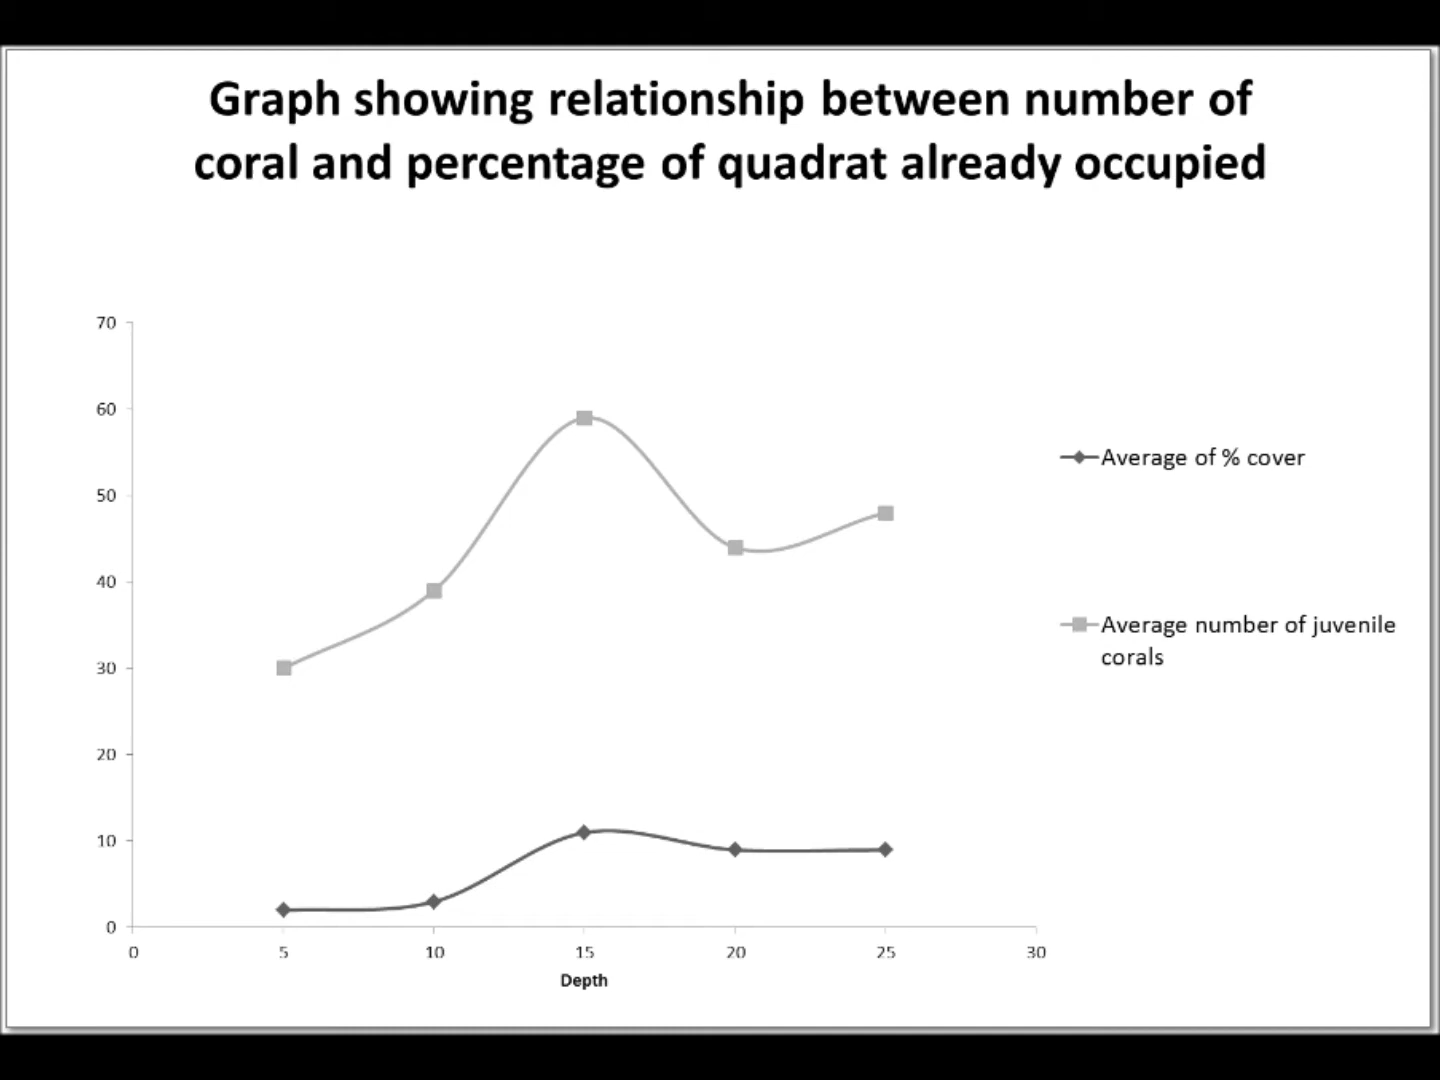 Graph showing relationship between number of
coral and percentage of quadrat already occupied
70
60
50
40
30
20
10
0
0 5 10 15 20 25 30
Depth
Average of % cover
Average number of juvenile
corals